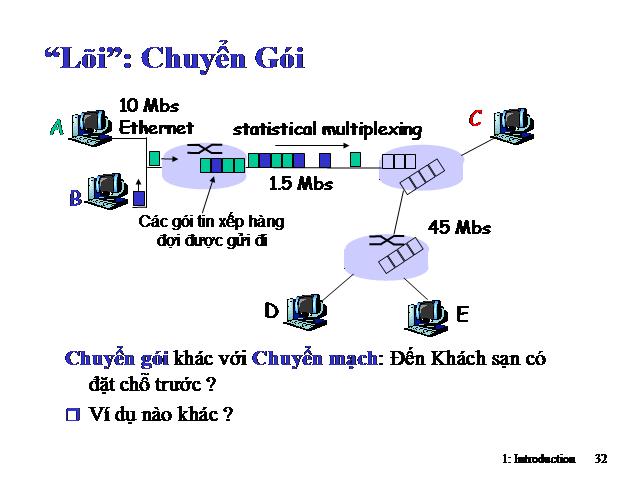 “Lõi”: Chuyển Gói
10 Mbs
Ethernet
A
statistical multiplexing
C
1.5 Mbs
B
Các gói tin xếp hàng
đợi được gửi đi
45 Mbs
D
E
Chuyển gói khác với Chuyển mạch: Đến Khách sạn có
đặt chỗ trước ?
Ví dụ nào khác ?
1: Introduction 32